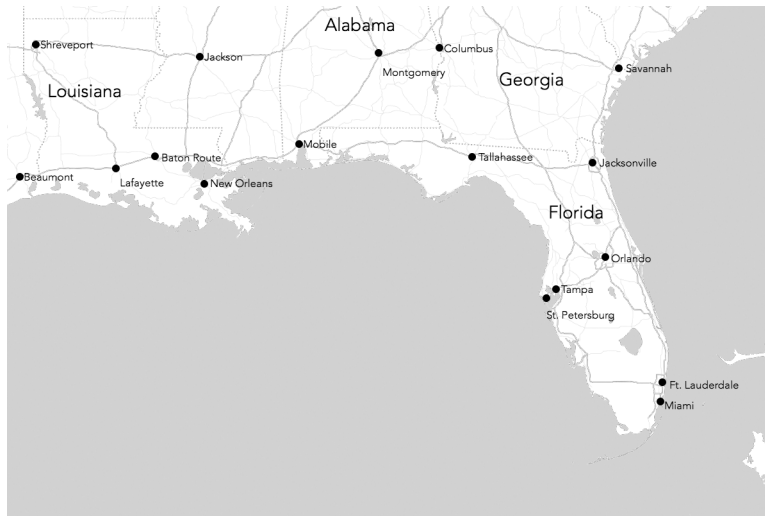 Alabama
Shreveport
Columbus
Jackson
Savannah
Montgomery
Georgia
Louisiana
Mobile
Baton Route
Tallahassee
Jacksonville
Beaumont
Lafayette
New Orleans
Florida
Orlando
Tampa
St. Petersburg
Ft. Lauderdale
Miami